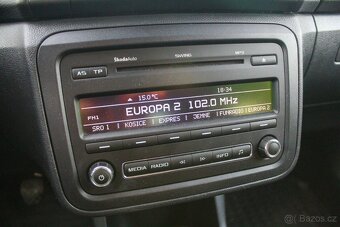 ŠkodaAuto SWING MP3
AS TP
15.0°C 10:34
EUROPA 2 102.0 MHz
FM1
SRO 1 | KOSICE | EXPRES | JEMNE | FUNRADIO | EUROPA 2
MEDIA RADIO INFO
bazos.cz